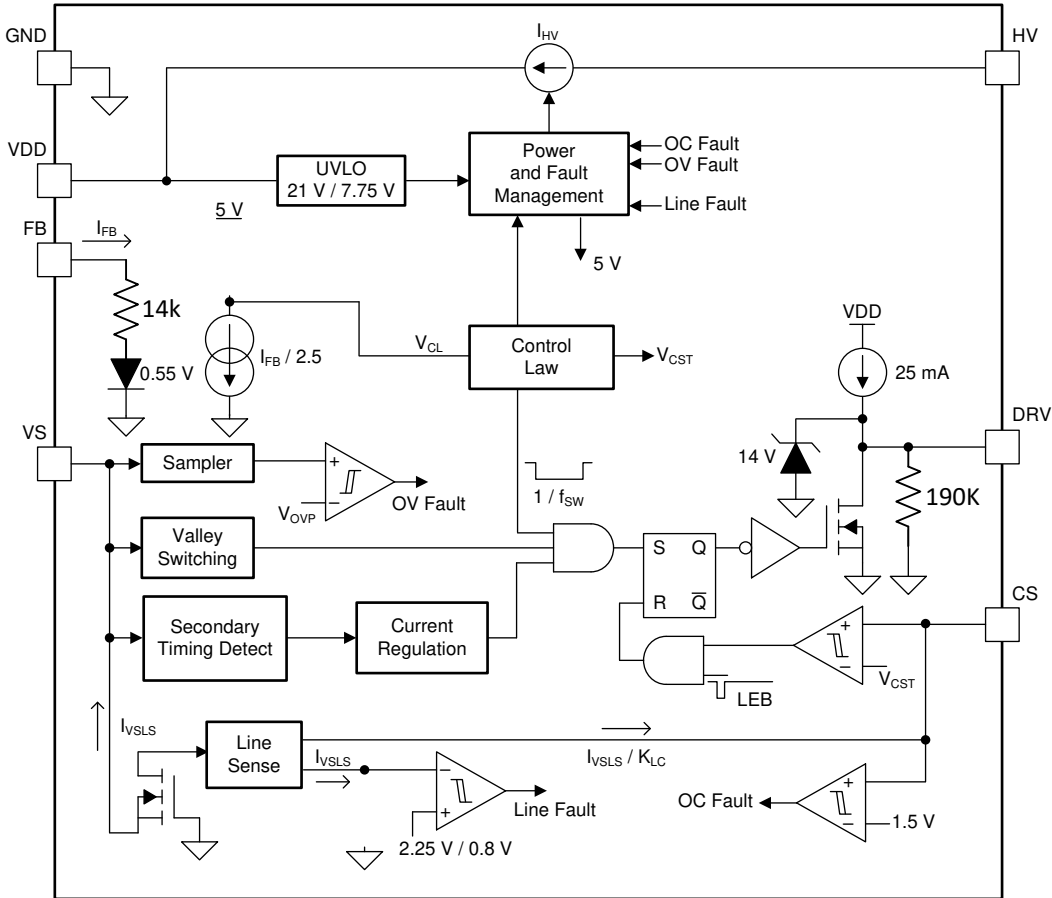 GND
HV
I_HV
VDD
UVLO
21 V / 7.75 V
Power
and Fault
Management
OC Fault
OV Fault
Line Fault
5 V
5 V
FB
I_FB
14k
0.55 V
I_FB / 2.5
V_CL
Control
Law
V_CST
VDD
25 mA
DRV
14 V
190K
VS
Sampler
+
−
V_OVP
OV Fault
1 / f_SW
Valley
Switching
S
Q
R
Q̅
CS
Secondary
Timing Detect
Current
Regulation
+
−
V_CST
LEB
I_VSLS
Line
Sense
I_VSLS
I_VSLS / K_LC
−
+
Line Fault
2.25 V / 0.8 V
OC Fault
+
−
1.5 V